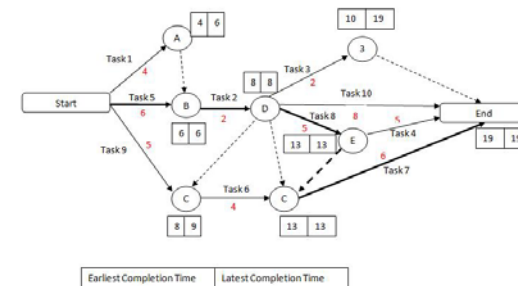 10 19
4 6
A
3
Task 1
4
Task 3
2
8 8
Start
Task 5
6
B
Task 2
2
D
Task 10
8
End
Task 8
5
5
Task 4
6 6
13 13
E
19 19
Task 9
5
6
Task 7
C
Task 6
4
C
8 9
13 13
Earliest Completion Time Latest Completion Time